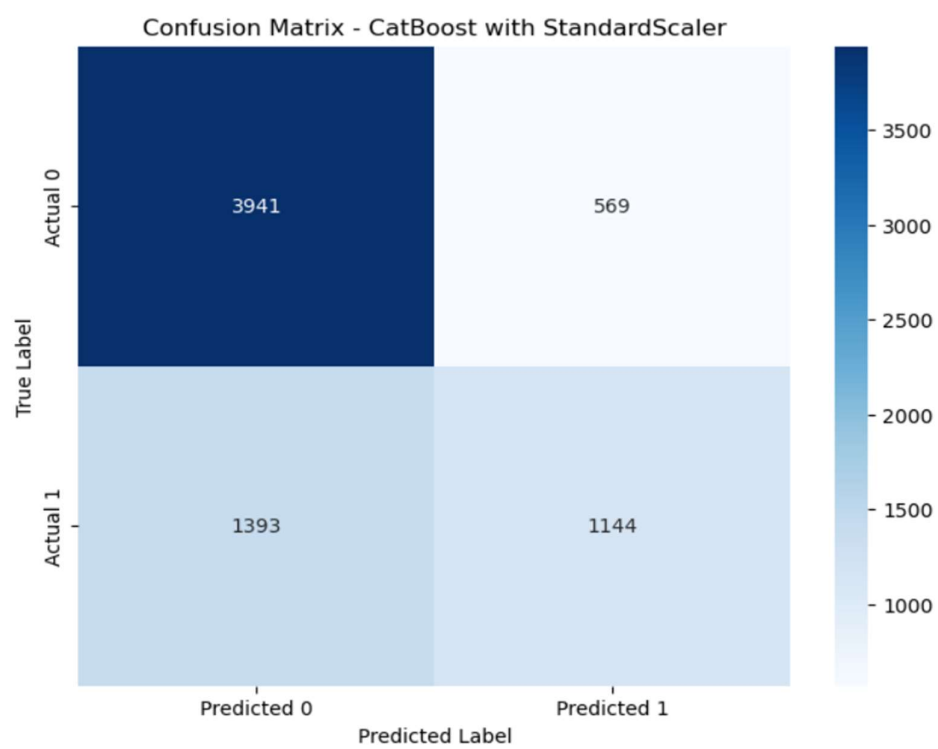 Confusion Matrix - CatBoost with StandardScaler
Actual 0
3941
569
3500
3000
2500
True Label
2000
Actual 1
1393
1144
1500
1000
Predicted 0
Predicted 1
Predicted Label